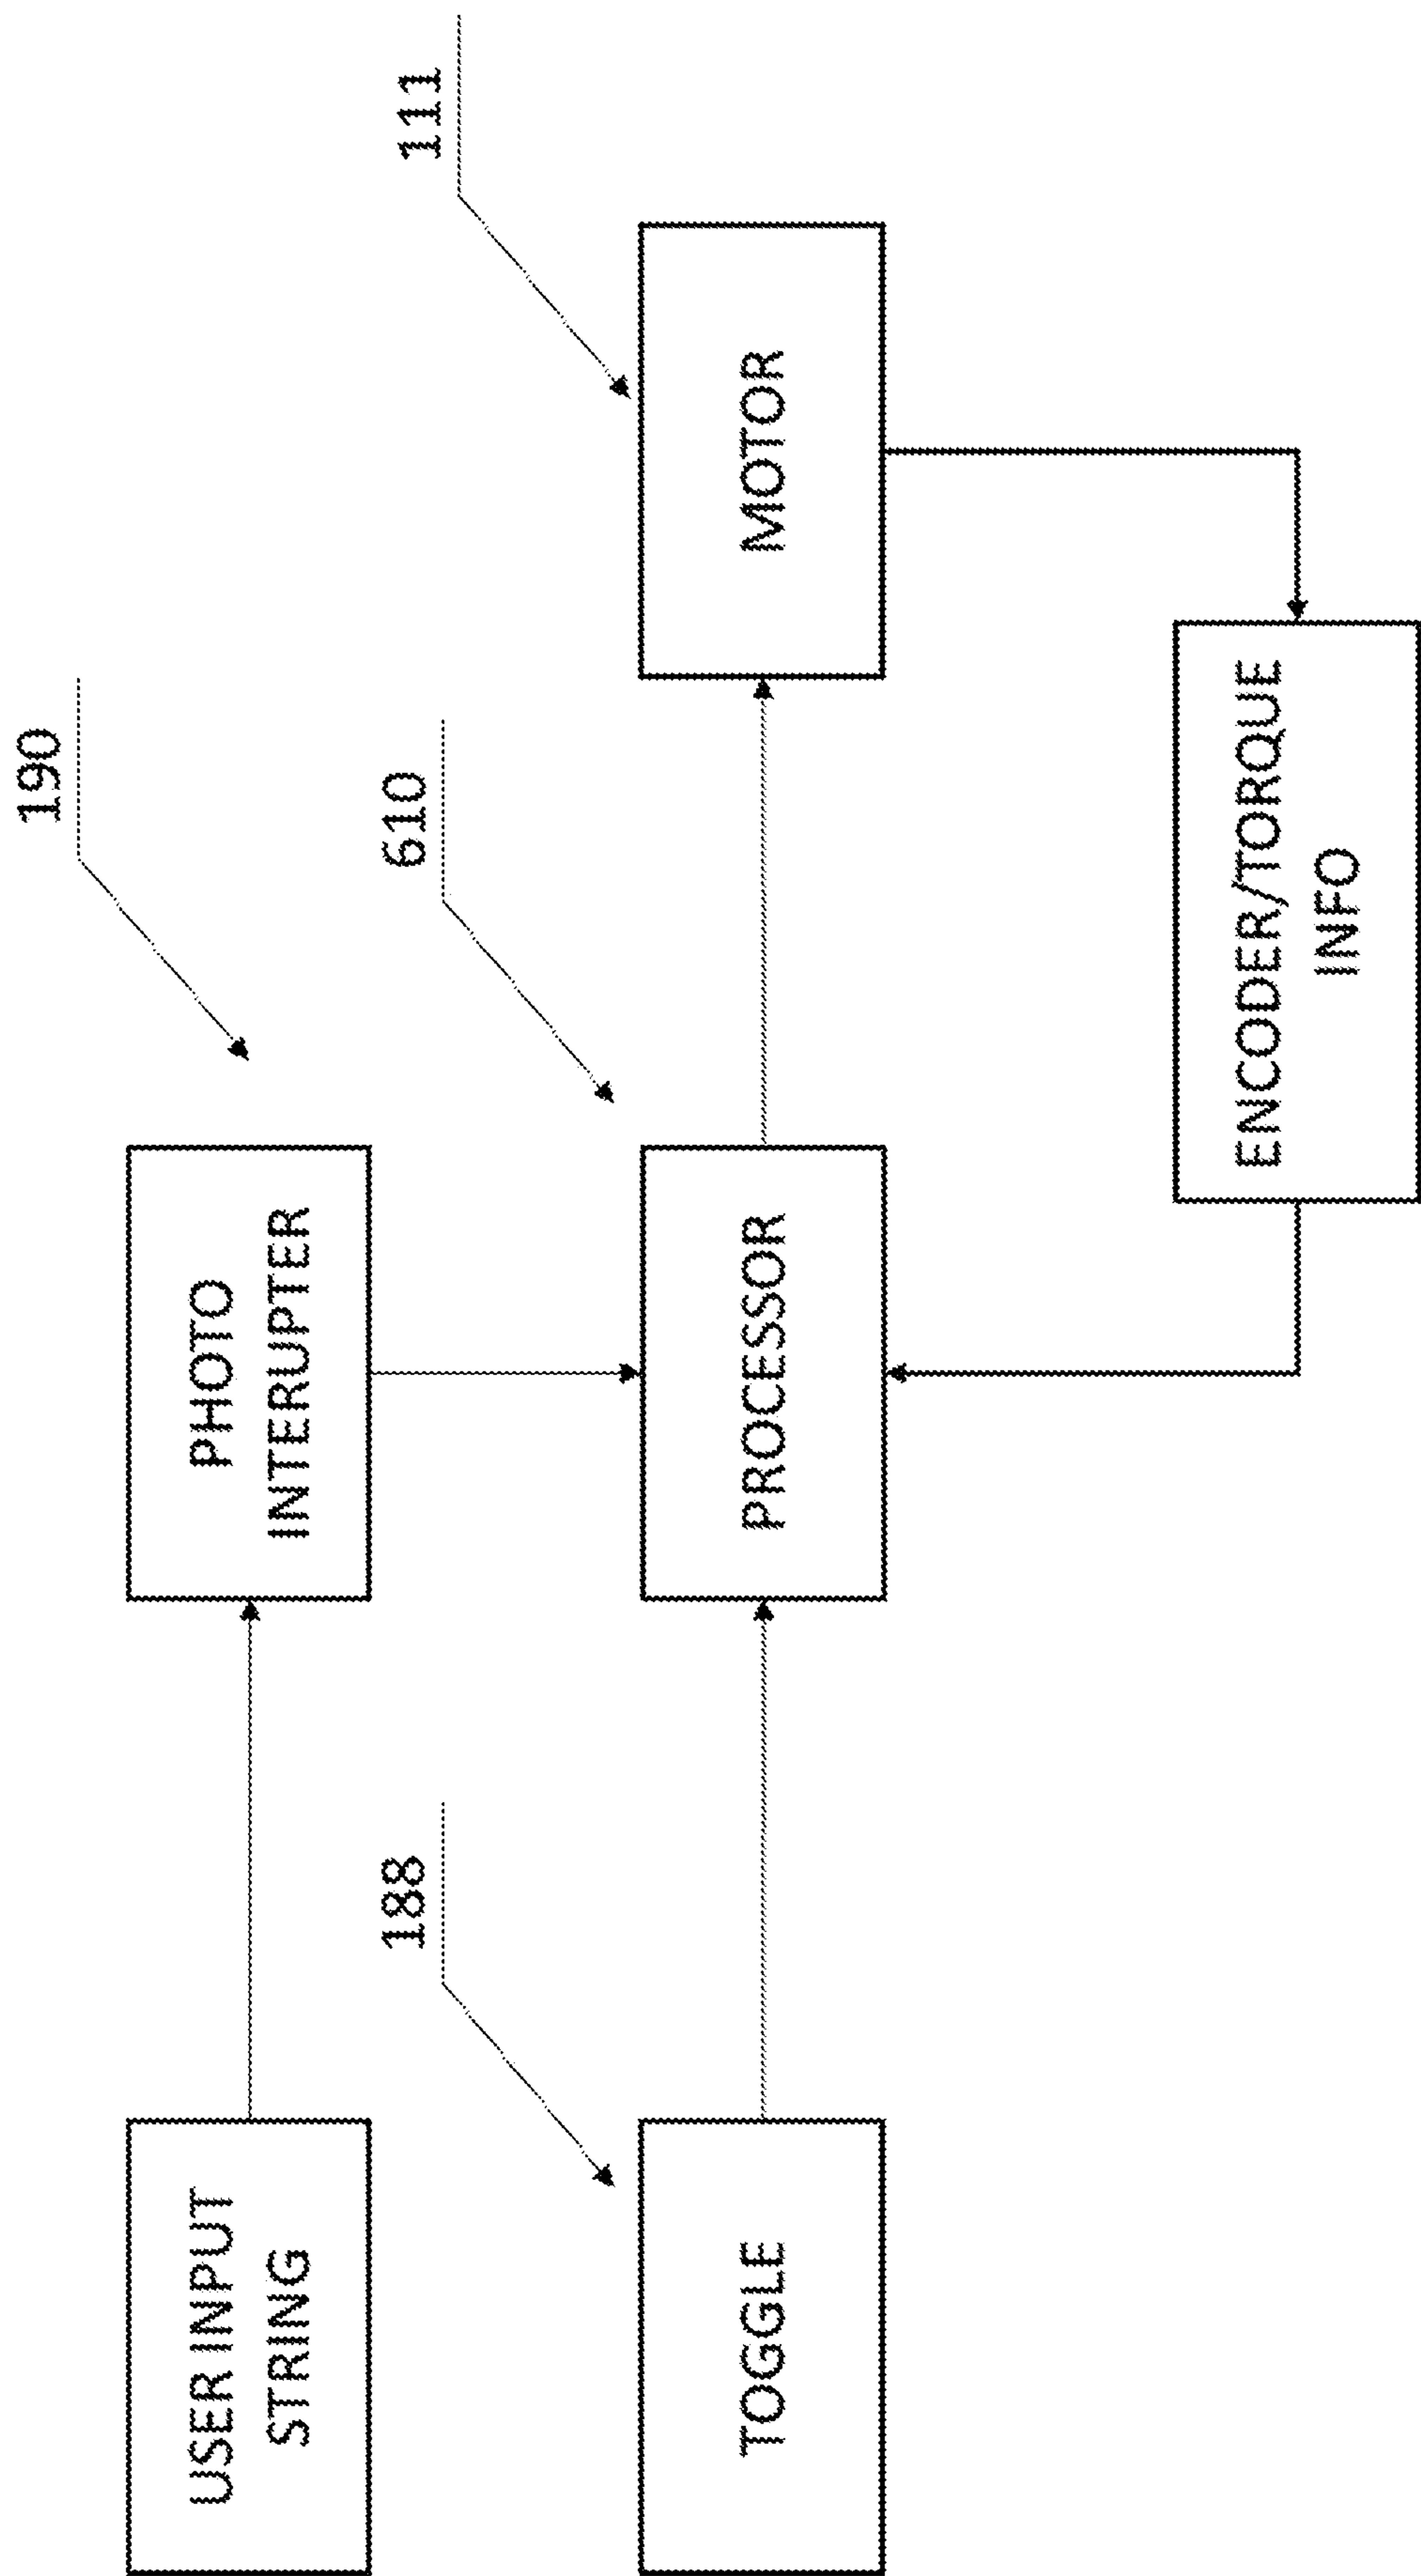 190
USER INPUT
STRING
PHOTO
INTERUPTER
188
610
111
TOGGLE
PROCESSOR
MOTOR
ENCODER/TORQUE
INFO